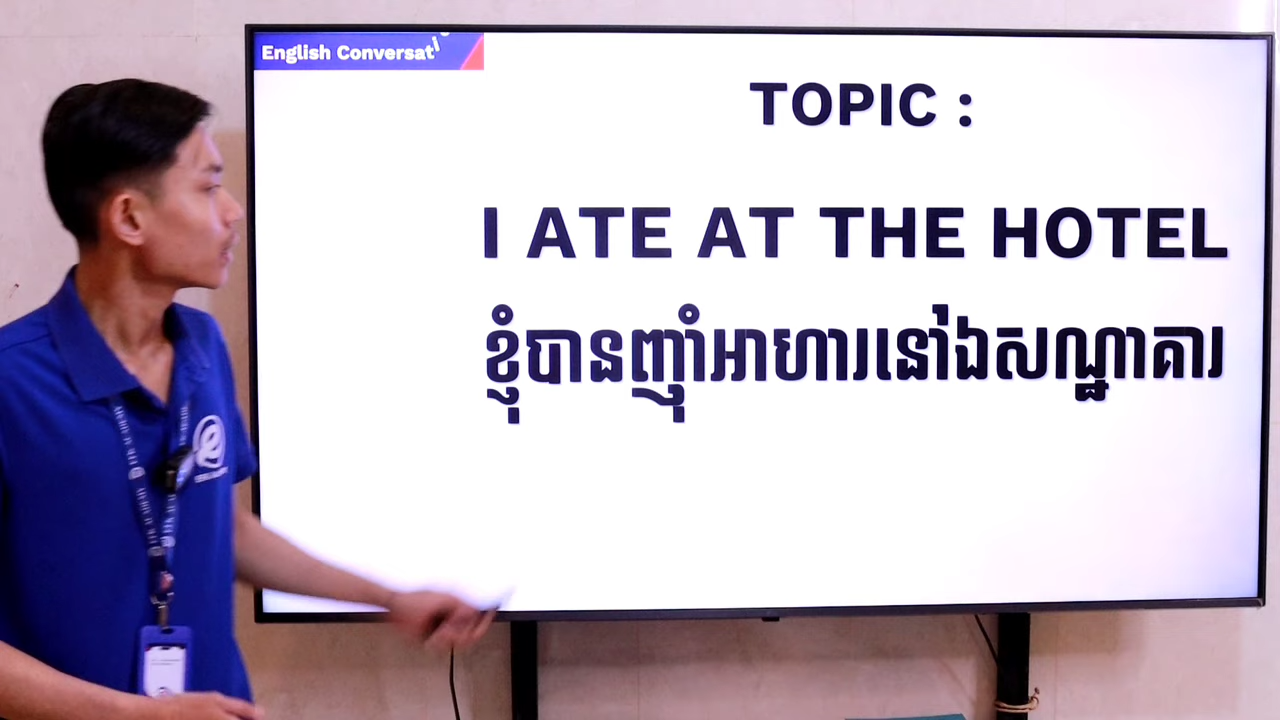 English Conversati
TOPIC :
I ATE AT THE HOTEL
ខ្ញុំបានញ៉ាំអាហារនៅឯសណ្ឋាគារ